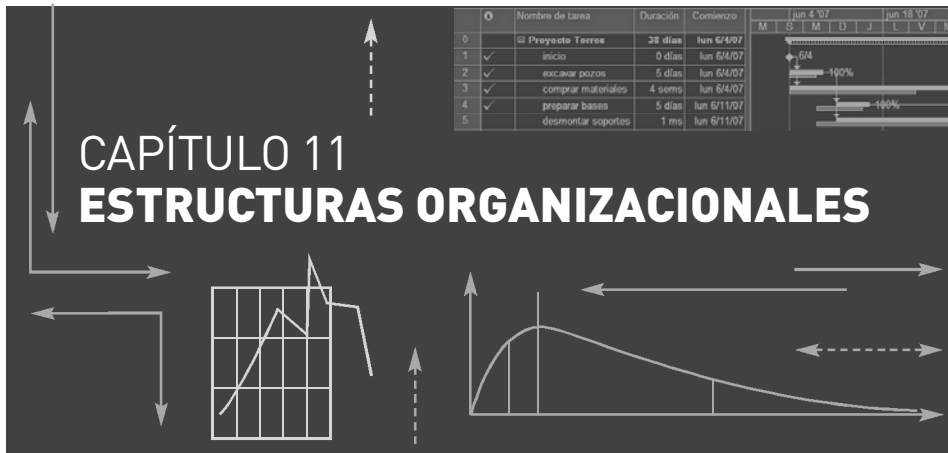 Nombre de tarea Duración Comienzo jun 4 '07 jun 18 '07
M S M D J L V M
0 Proyecto Torres 38 días lun 6/4/07
1 inicio 0 días lun 6/4/07 6/4
2 excavar pozos 5 días lun 6/4/07 100%
3 comprar materiales 4 sems lun 6/4/07
4 preparar bases 5 días lun 6/11/07 100%
5 desmontar soportes 1 ms lun 6/11/07
CAPÍTULO 11
ESTRUCTURAS ORGANIZACIONALES